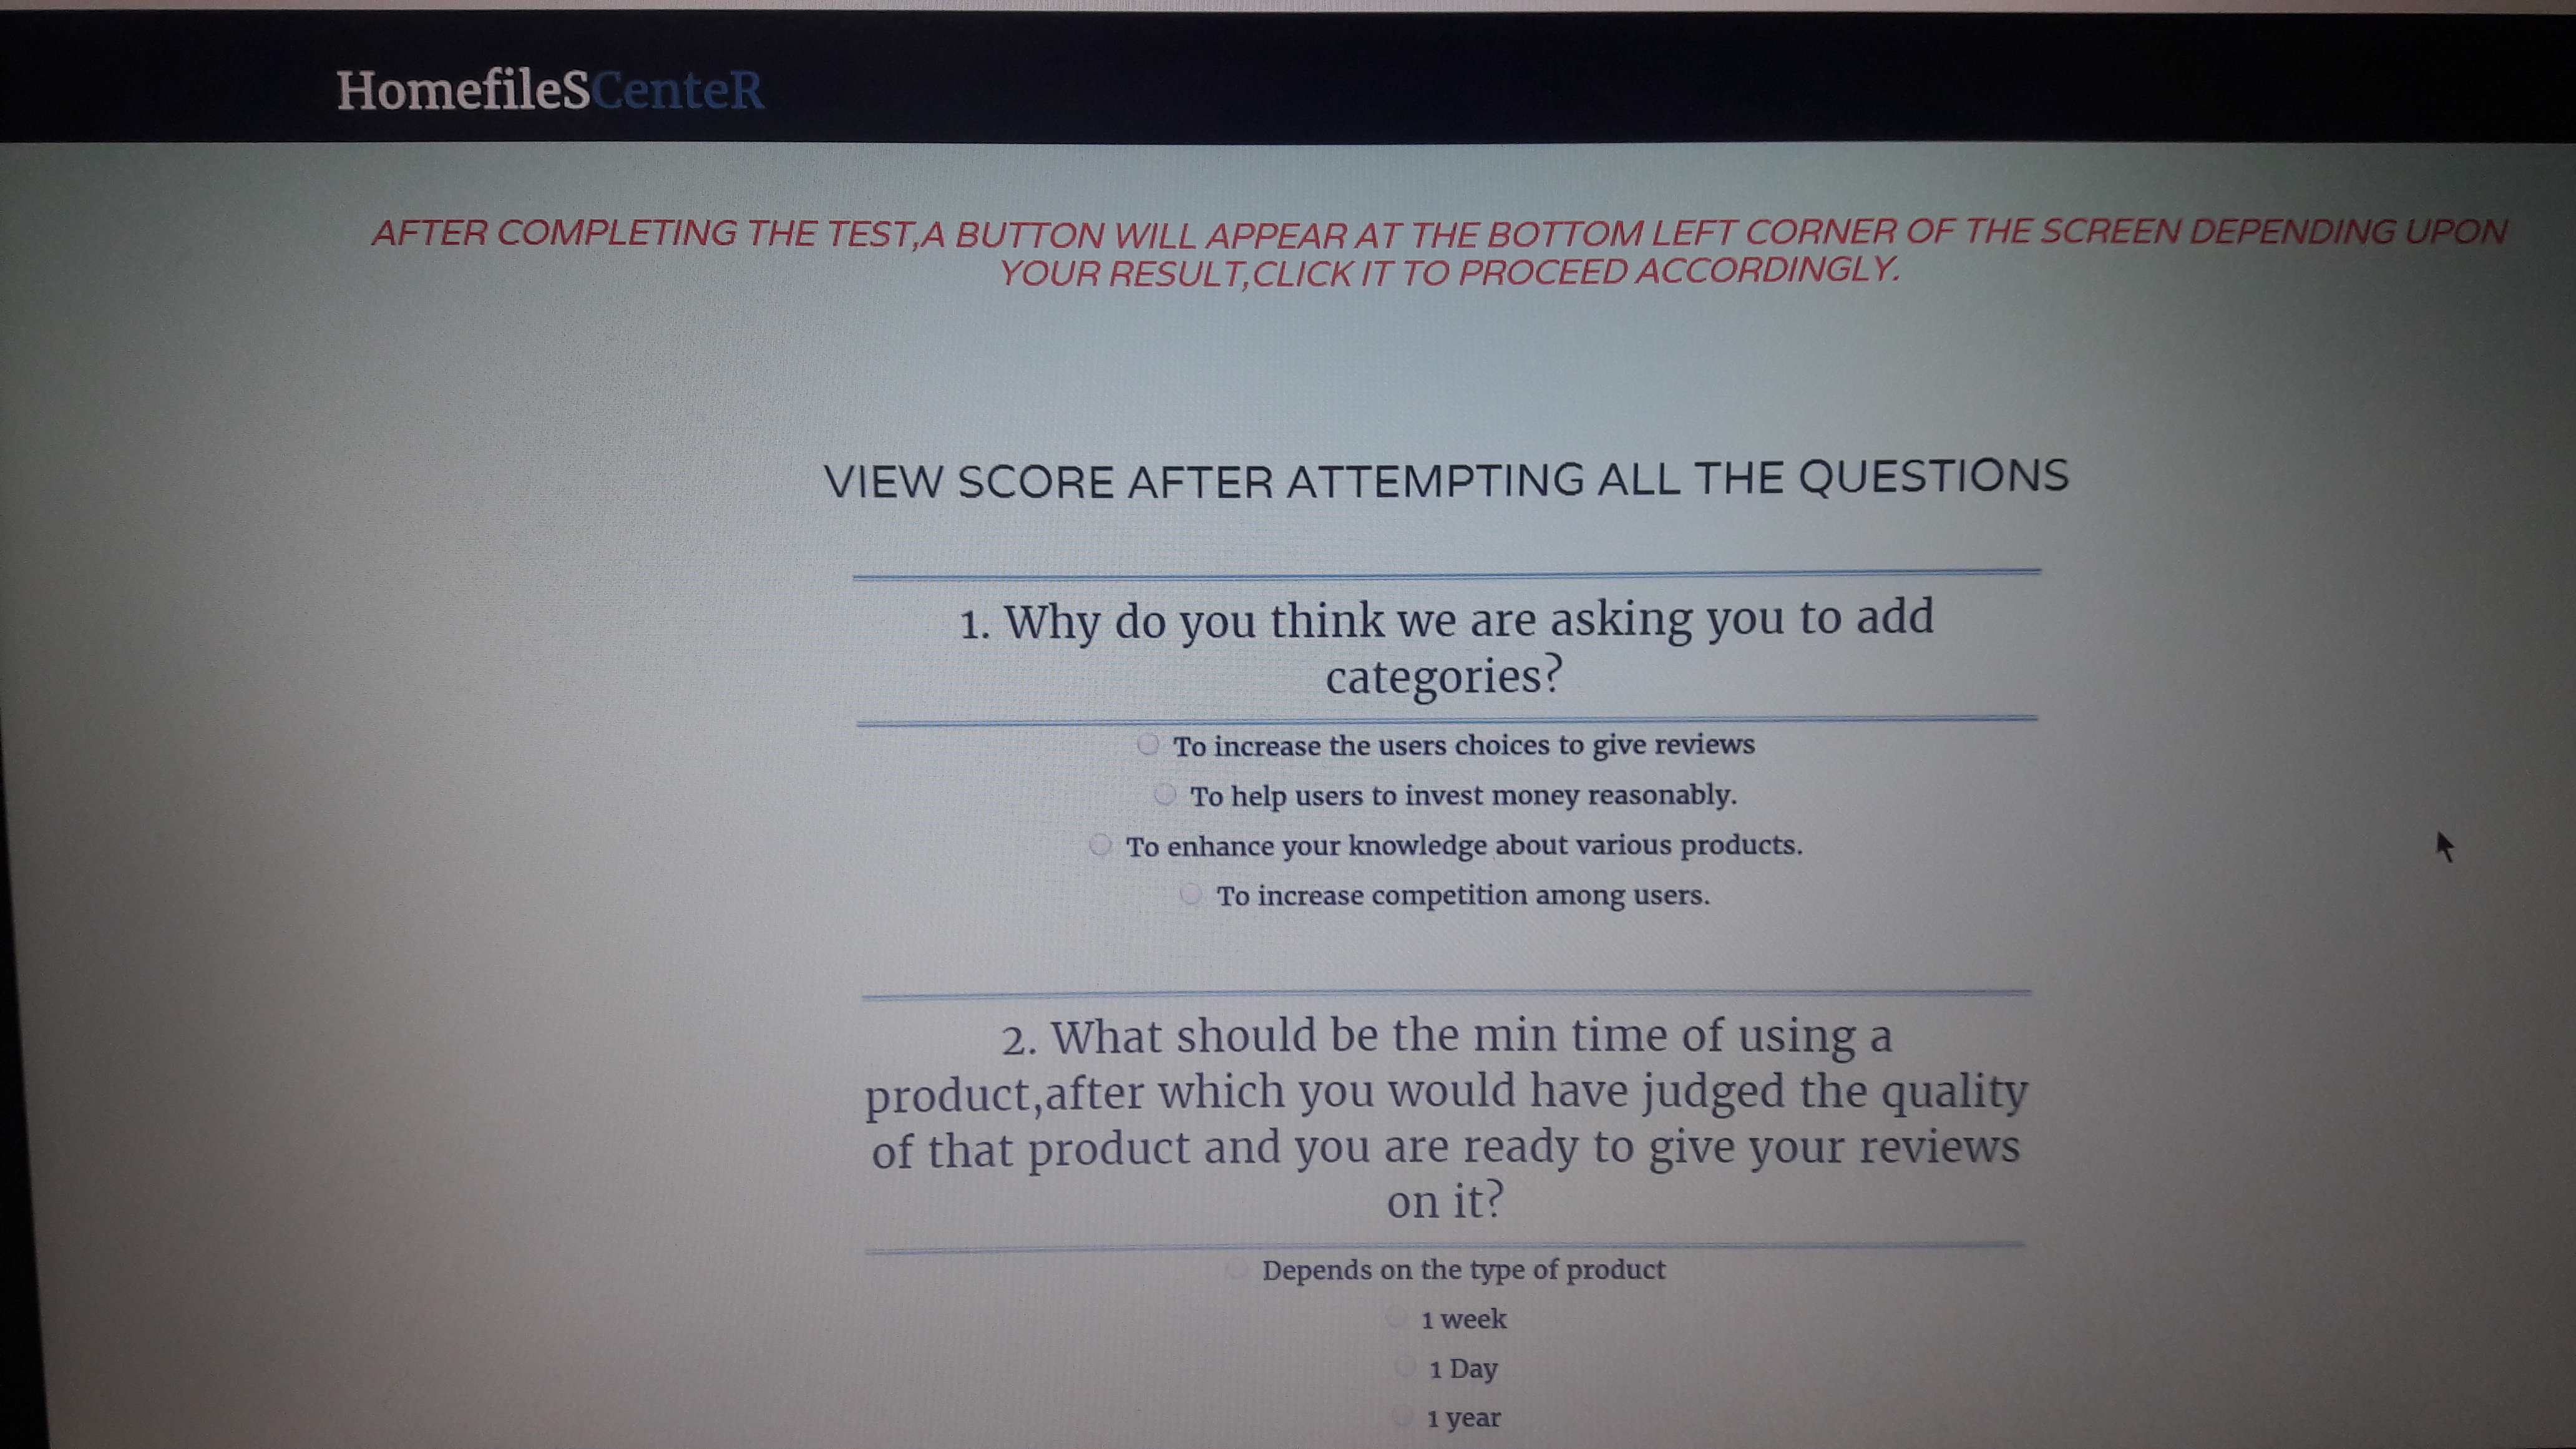 HomefileSCenteR
AFTER COMPLETING THE TEST,A BUTTON WILL APPEAR AT THE BOTTOM LEFT CORNER OF THE SCREEN DEPENDING UPON
YOUR RESULT,CLICK IT TO PROCEED ACCORDINGLY.
VIEW SCORE AFTER ATTEMPTING ALL THE QUESTIONS
1. Why do you think we are asking you to add
categories?
To increase the users choices to give reviews
To help users to invest money reasonably.
To enhance your knowledge about various products.
To increase competition among users.
2. What should be the min time of using a
product,after which you would have judged the quality
of that product and you are ready to give your reviews
on it?
Depends on the type of product
1 week
1 Day
1 year